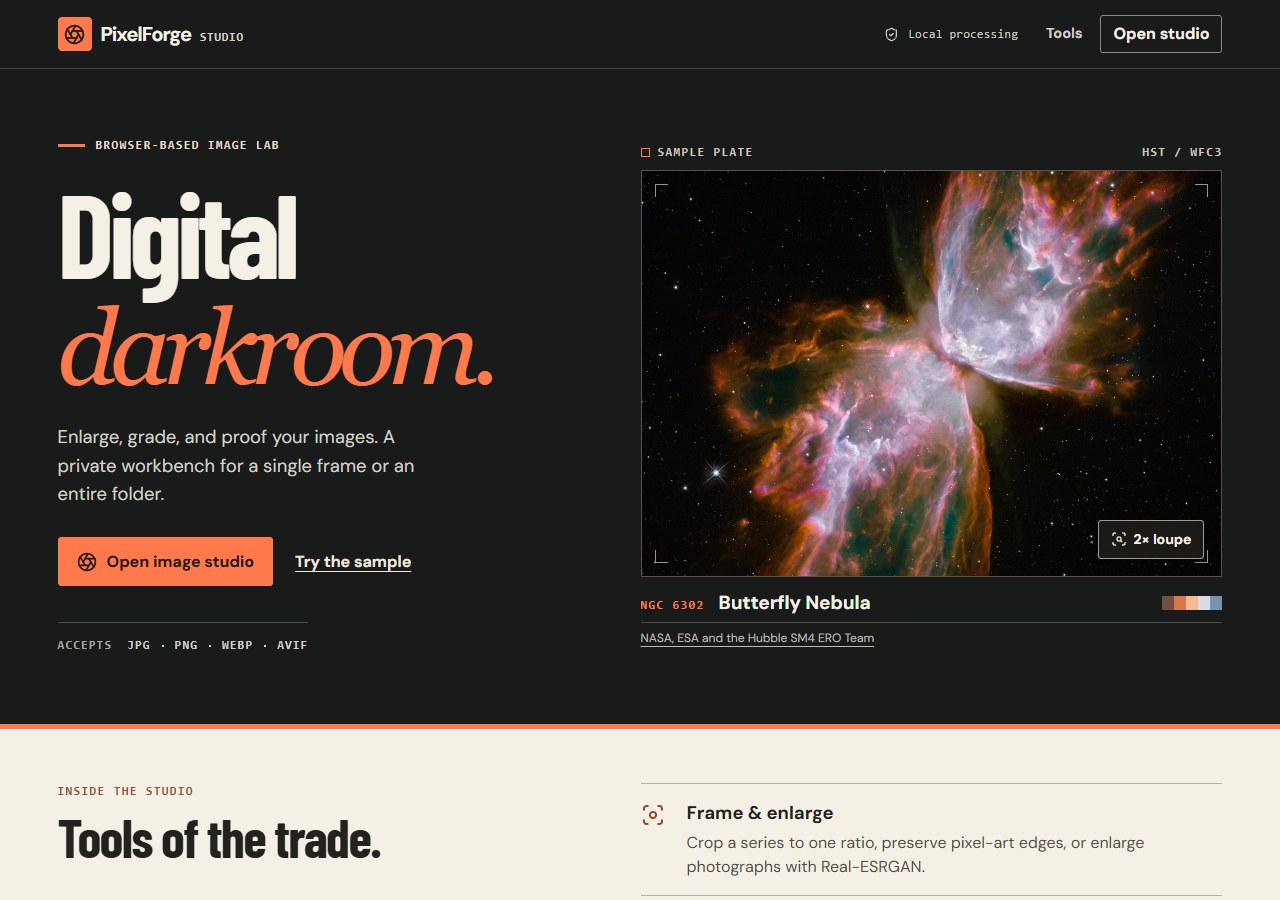 PixelForge STUDIO
Local processing
Tools
Open studio
BROWSER-BASED IMAGE LAB
Digital
darkroom.
Enlarge, grade, and proof your images. A
private workbench for a single frame or an
entire folder.
Open image studio
Try the sample
ACCEPTS JPG · PNG · WEBP · AVIF
SAMPLE PLATE
HST / WFC3
2× loupe
NGC 6302 Butterfly Nebula
NASA, ESA and the Hubble SM4 ERO Team
INSIDE THE STUDIO
Tools of the trade.
Frame & enlarge
Crop a series to one ratio, preserve pixel-art edges, or enlarge
photographs with Real-ESRGAN.